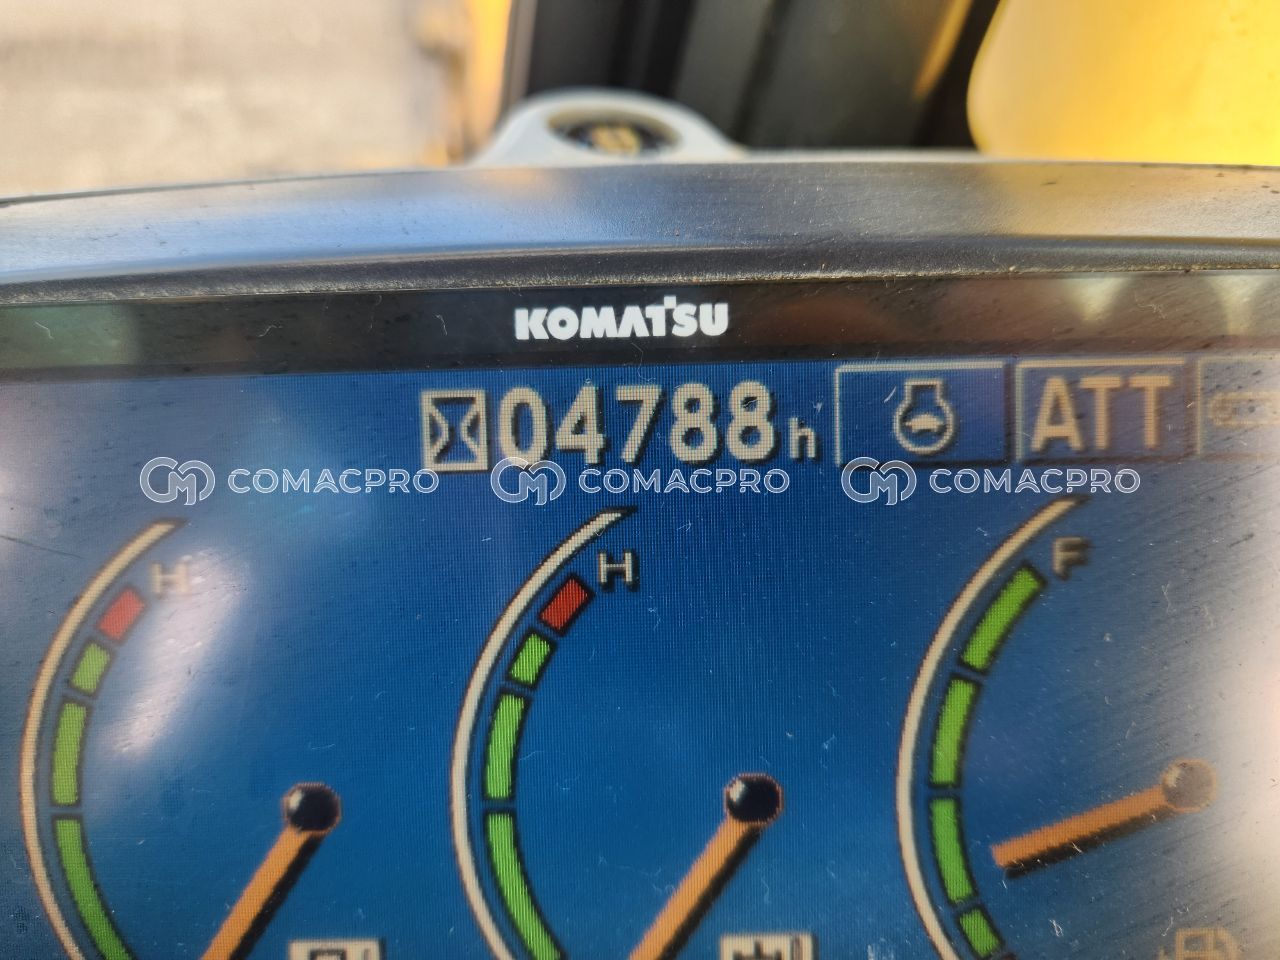 KOMATSU
04788h
ATT
COMACPRO COMACPRO COMACPRO
H H F